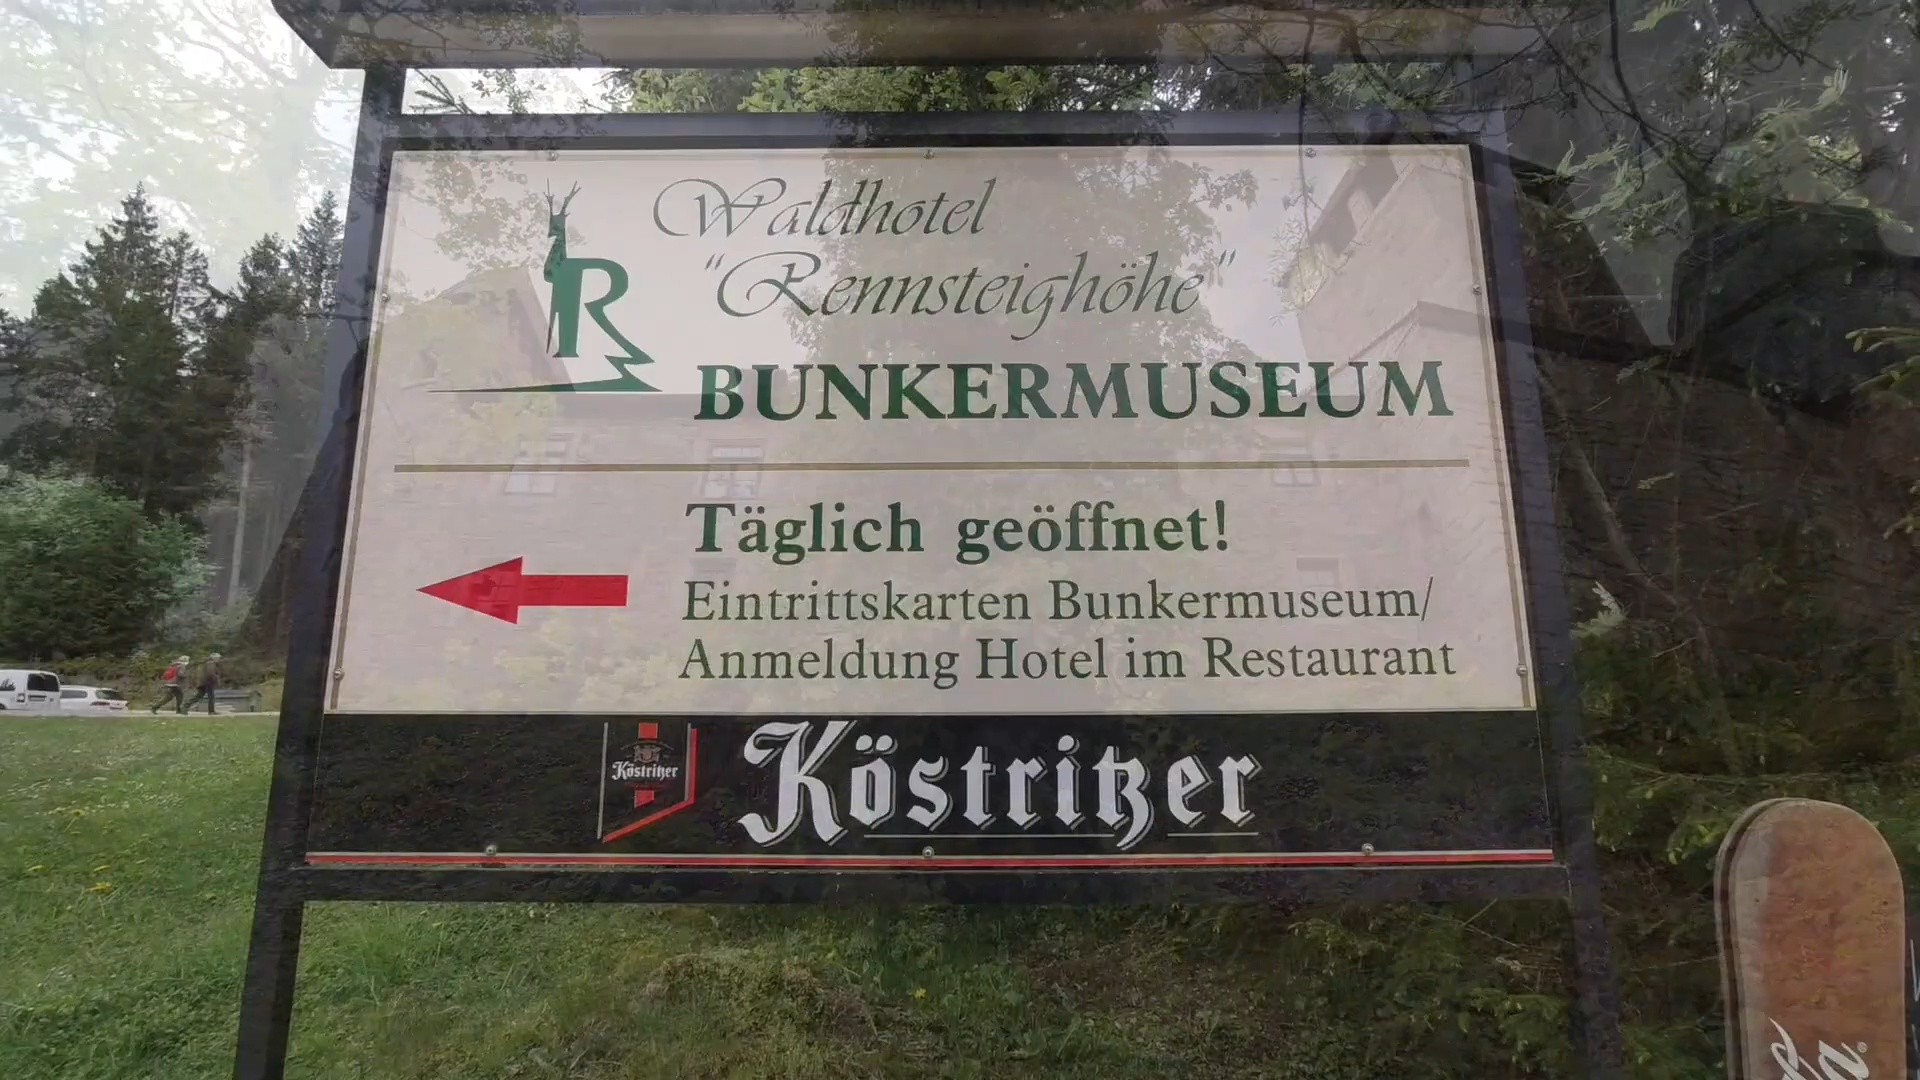 Waldhotel
"Rennsteighöhe"
R
BUNKERMUSEUM
Täglich geöffnet!
Eintrittskarten Bunkermuseum/
Anmeldung Hotel im Restaurant
Köstritzer
Köstritzer